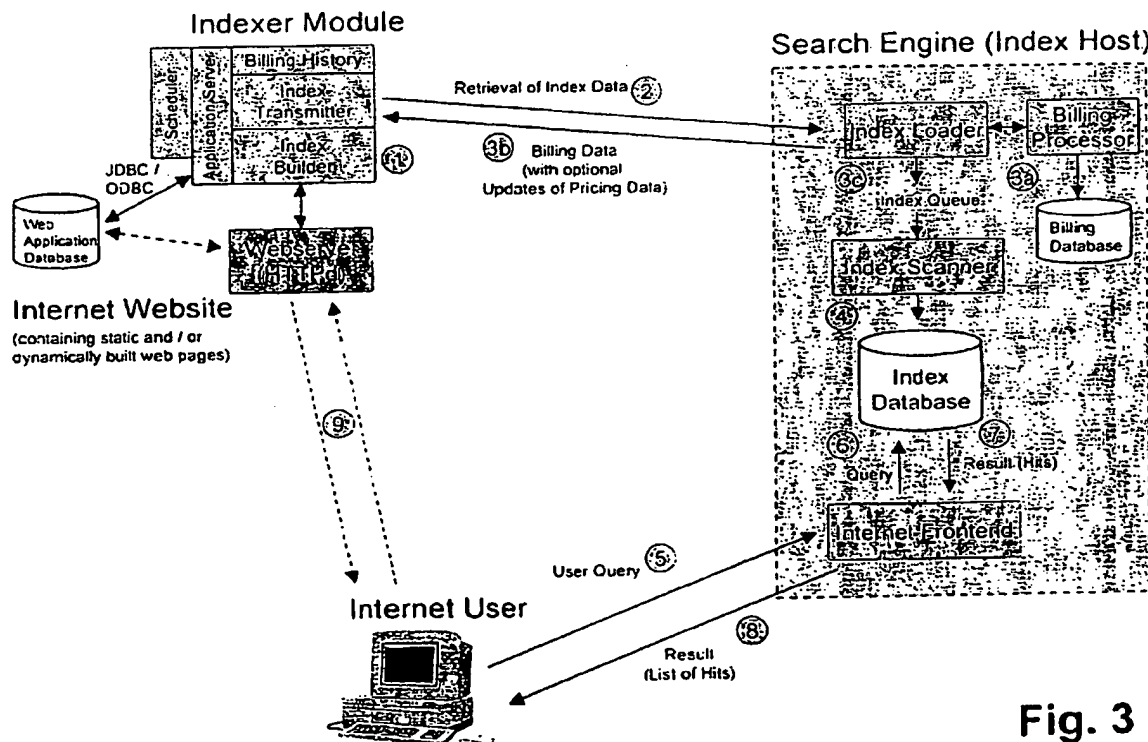 Indexer Module
Scheduler
Application Server
Billing History
Index
Transmitter
Index
Builder
1
JDBC /
ODBC
Web
Application
Database
Webserver
(HTTPd)
Internet Website
(containing static and / or
dynamically built web pages)
Retrieval of Index Data 2
3b Billing Data
(with optional
Updates of Pricing Data)
Search Engine (Index Host)
Index Loader
Billing
Processor
3c
3a
Index Queue
Billing
Database
Index Scanner
4
Index
Database
6
7
Query
Result (Hits)
Internet Frontend
9
User Query 5
Internet User
8
Result
(List of Hits)
Fig. 3